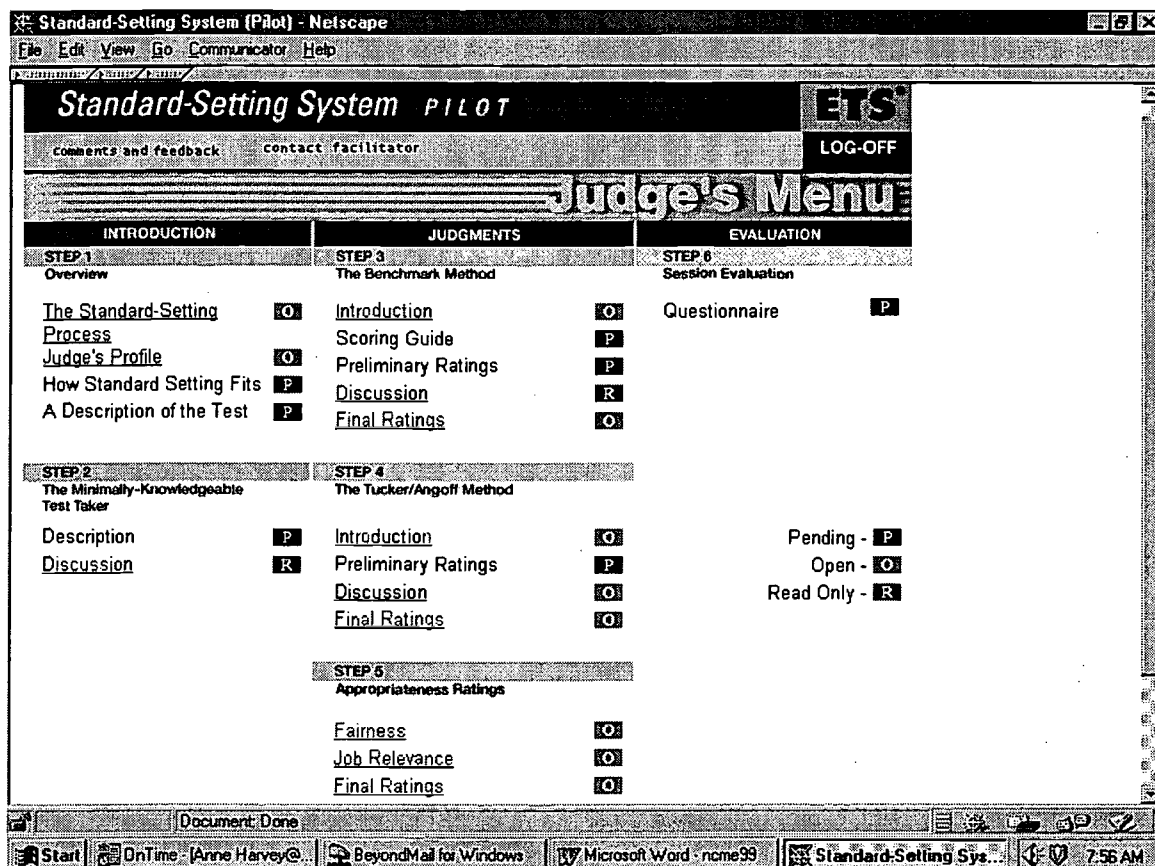 Standard-Setting System (Pilot) - Netscape
File Edit View Go Communicator Help
Standard-Setting System PILOT
ETS
comments and feedback contact facilitator
LOG-OFF
Judge's Menu
INTRODUCTION
STEP 1
Overview
The Standard-Setting O
Process
Judge's Profile O
How Standard Setting Fits P
A Description of the Test P
STEP 2
The Minimally-Knowledgeable
Test Taker
Description P
Discussion R
JUDGMENTS
STEP 3
The Benchmark Method
Introduction O
Scoring Guide P
Preliminary Ratings P
Discussion R
Final Ratings O
STEP 4
The Tucker/Angoff Method
Introduction O
Preliminary Ratings P
Discussion O
Final Ratings O
STEP 5
Appropriateness Ratings
Fairness O
Job Relevance O
Final Ratings O
EVALUATION
STEP 6
Session Evaluation
Questionnaire P
Pending - P
Open - O
Read Only - R
Document: Done
Start OnTime - [Anne Harvey@... BeyondMail for Windows Microsoft Word - ncme99 Standard-Setting Sys... 7:56 AM